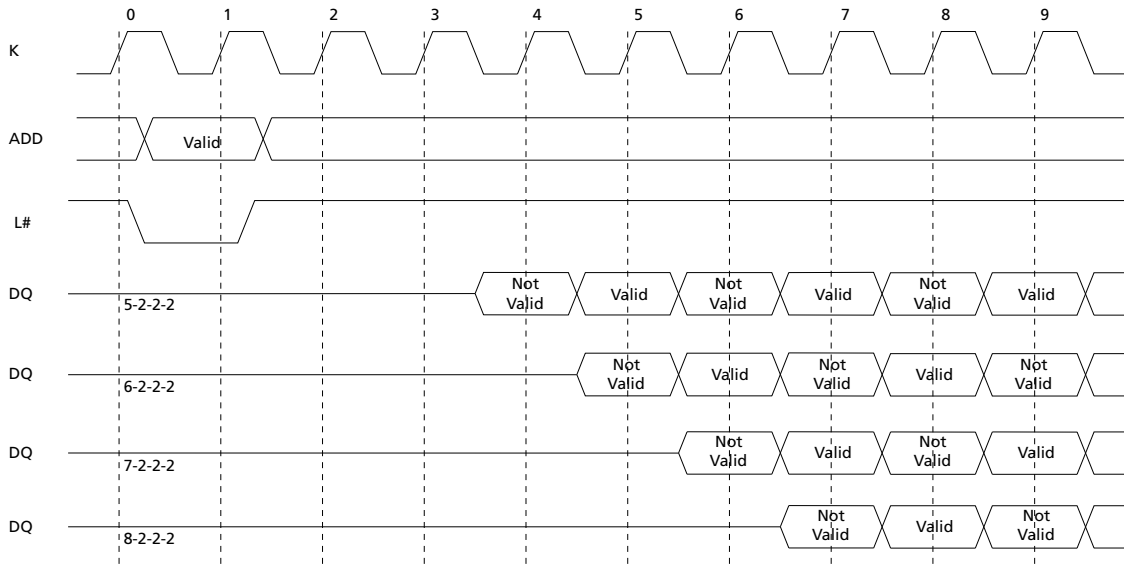 0 1 2 3 4 5 6 7 8 9
K
ADD Valid
L#
DQ 5-2-2-2 Not Valid Valid Not Valid Valid Not Valid Valid
DQ 6-2-2-2 Not Valid Valid Not Valid Valid Not Valid
DQ 7-2-2-2 Not Valid Valid Not Valid Valid
DQ 8-2-2-2 Not Valid Valid Not Valid